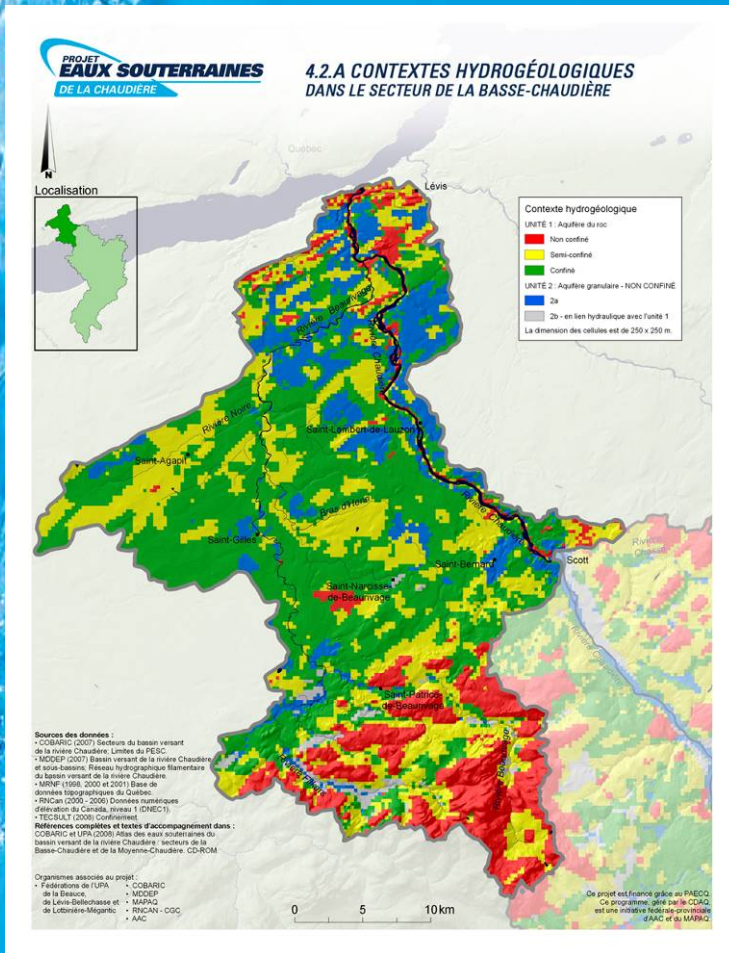 PROJET
EAUX SOUTERRAINES
DE LA CHAUDIÈRE
4.2.A CONTEXTES HYDROGÉOLOGIQUES
DANS LE SECTEUR DE LA BASSE-CHAUDIÈRE
N
Localisation
Québec
Lévis
Contexte hydrogéologique
UNITÉ 1 : Aquifère du roc
Non confiné
Semi-confiné
Confiné
UNITÉ 2 : Aquifère granulaire - NON CONFINÉ
2a
2b - en lien hydraulique avec l'unité 1
La dimension des cellules est de 250 x 250 m.
Rivière Beaurivage
Rivière Chaudière
Rivière Noire
Saint-Lambert-de-Lauzon
Saint-Agapit
Bras d'Henri
Rivière Chaudière
Saint-Gilles
Saint-Bernard
Scott
Saint-Narcisse
de-Beaurivage
Rivière Chaudière
Saint-Patrice
de-Beaurivage
Sources des données :
• COBARIC (2007) Secteurs du bassin versant
de la rivière Chaudière; Limites du PESC.
• MDDEP (2007) Bassin versant de la rivière Chaudière
et sous-bassins; Réseau hydrographique filamentaire
du bassin versant de la rivière Chaudière.
• MRNF (1998, 2000 et 2001) Base de
données topographiques du Québec.
• RNCan (2000 - 2006) Données numériques
d'élévation du Canada, niveau 1 (DNEC1).
• TECSULT (2008) Confinement.
Références complètes et textes d'accompagnement dans :
COBARIC et UPA (2008) Atlas des eaux souterraines du
bassin versant de la rivière Chaudière : secteurs de la
Basse-Chaudière et de la Moyenne-Chaudière. CD-ROM.
Organismes associés au projet :
• Fédérations de l'UPA • COBARIC
de la Beauce, • MDDEP
de Lévis-Bellechasse et • MAPAQ
de Lotbinière-Mégantic • RNCAN - CGC
• AAC
0 5 10 km
Ce projet est financé grâce au PAECQ.
Ce programme, géré par le CDAQ,
est une initiative fédérale-provinciale
d'AAC et du MAPAQ.